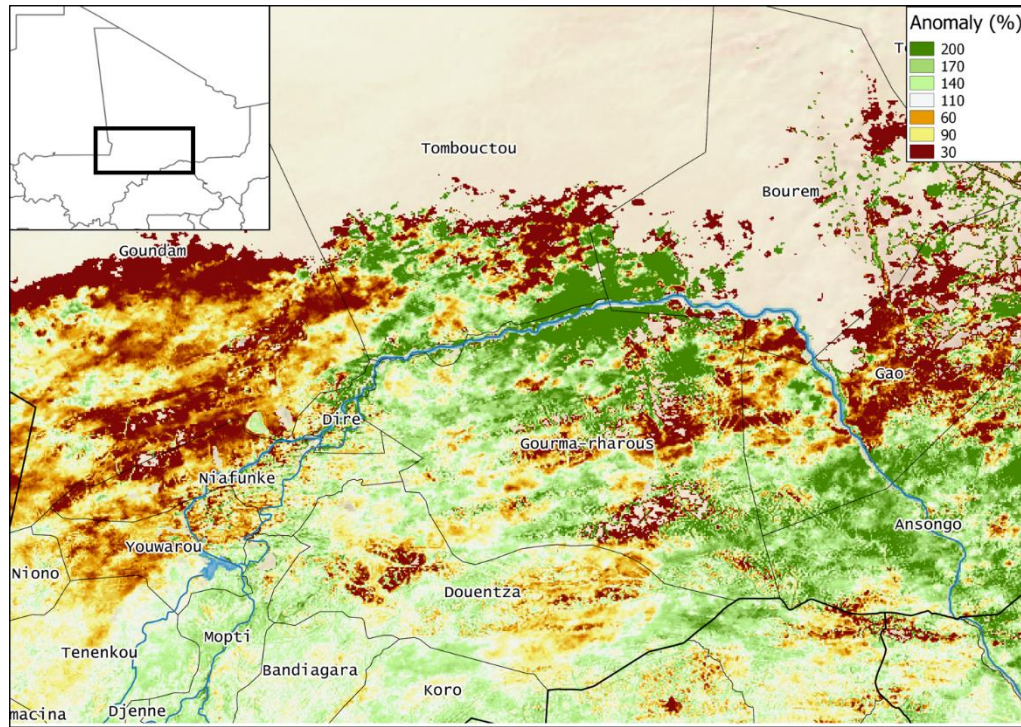 Anomaly (%)
200
170
140
110
60
90
30
Tombouctou
Bourem
Goundam
Gao
Dire
Gourma-rharous
Niafunke
Ansongo
Youwarou
Niono
Douentza
Mopti
Tenenkou
Bandiagara
Koro
Djenne
macina